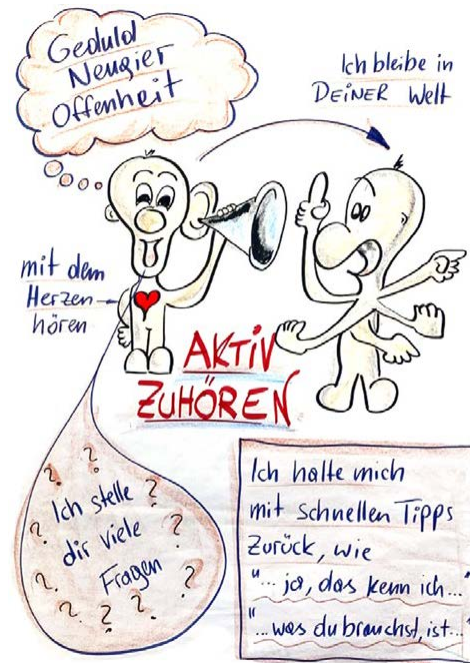 Geduld
Neugier
Offenheit
Ich bleibe in
DEINER Welt
mit dem
Herzen
hören
AKTiV
ZUHÖREN
? ? ? ? ? ? ? ? ? ? ?
Ich stelle
dir viele
Fragen
Ich halte mich
mit schnellen Tipps
zurück, wie
"... ja, das kenn ich..."
"...was du brauchst, ist..."